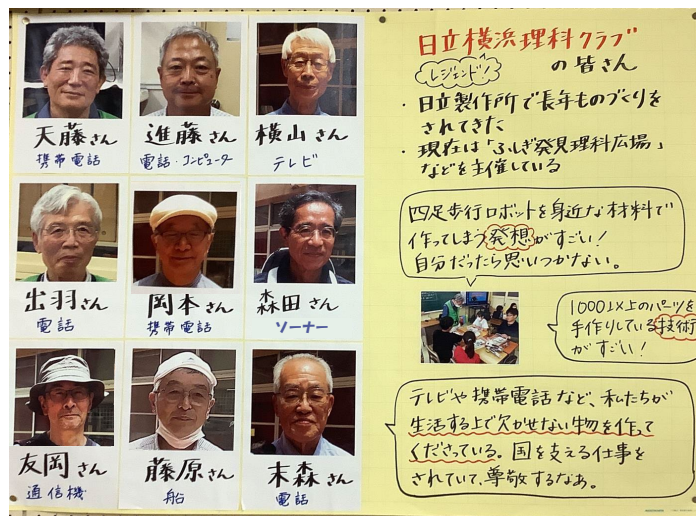 天藤さん
携帯電話
進藤さん
電話・コンピューター
横山さん
テレビ
出羽さん
電話
岡本さん
携帯電話
森田さん
ソーナー
友岡さん
通信機
藤原さん
船
末森さん
電話
日立横浜理科クラブ
レジェンド!
の皆さん
・日立製作所で長年ものづくりを
されてきた
・現在は「ふしぎ発見理科広場」
などを主催している
四足歩行ロボットを身近な材料で
作ってしまう発想がすごい!
自分だったら思いつかない。
1000以上のパーツを
手作りしている技術
がすごい!
テレビや携帯電話など、私たちが
生活する上で欠かせない物を作って
くださっている。国を支える仕事を
されていて、尊敬するなぁ。